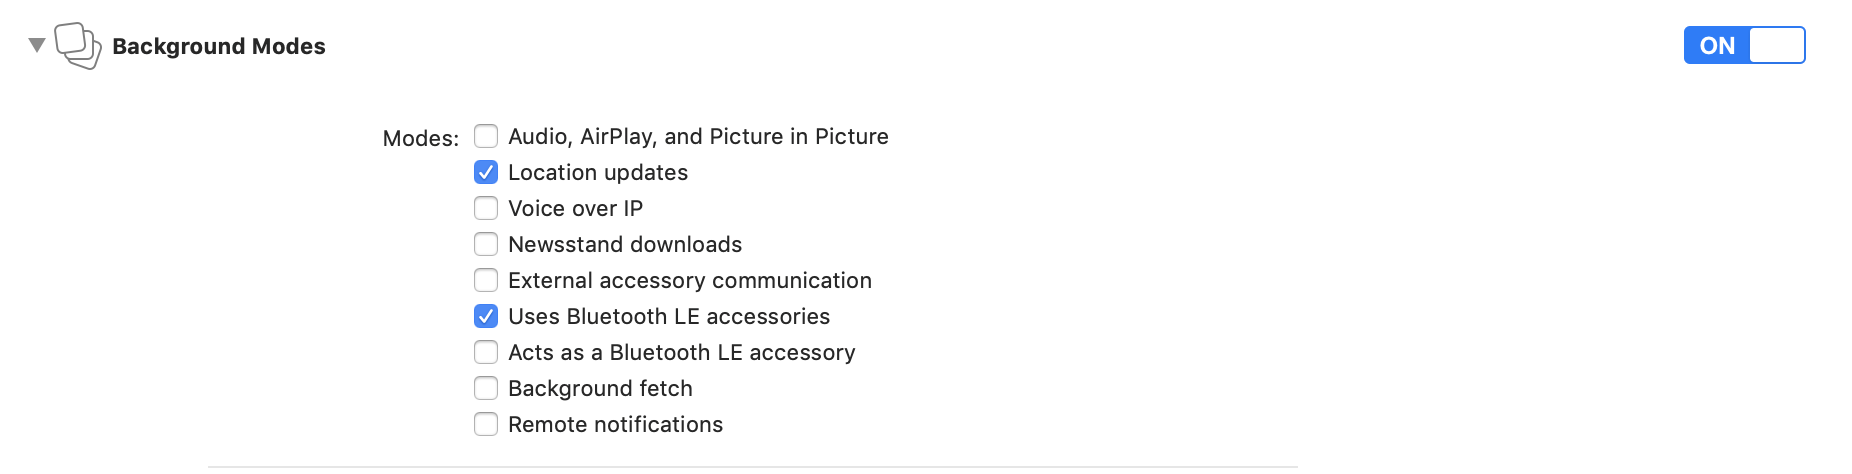 Background Modes
ON
Modes:
Audio, AirPlay, and Picture in Picture
Location updates
Voice over IP
Newsstand downloads
External accessory communication
Uses Bluetooth LE accessories
Acts as a Bluetooth LE accessory
Background fetch
Remote notifications